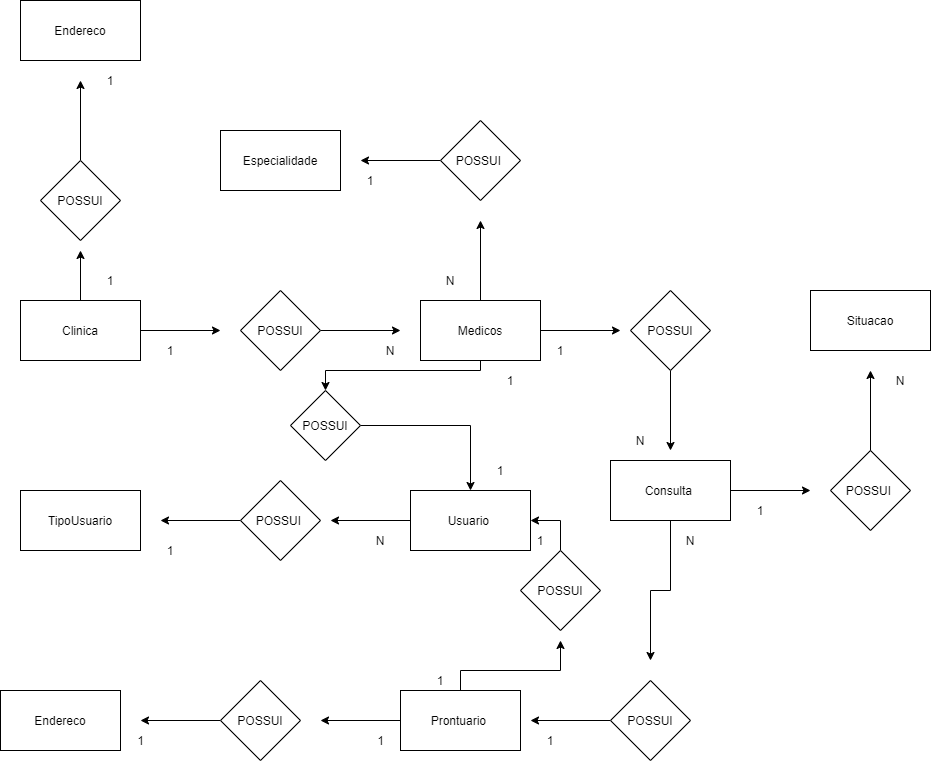 Endereco
1
POSSUI
Especialidade
1
POSSUI
1
N
Clinica
1
POSSUI
N
Medicos
1
POSSUI
Situacao
1
N
POSSUI
N
1
Consulta
1
POSSUI
TipoUsuario
1
POSSUI
N
Usuario
1
N
POSSUI
1
Endereco
1
POSSUI
1
Prontuario
1
POSSUI